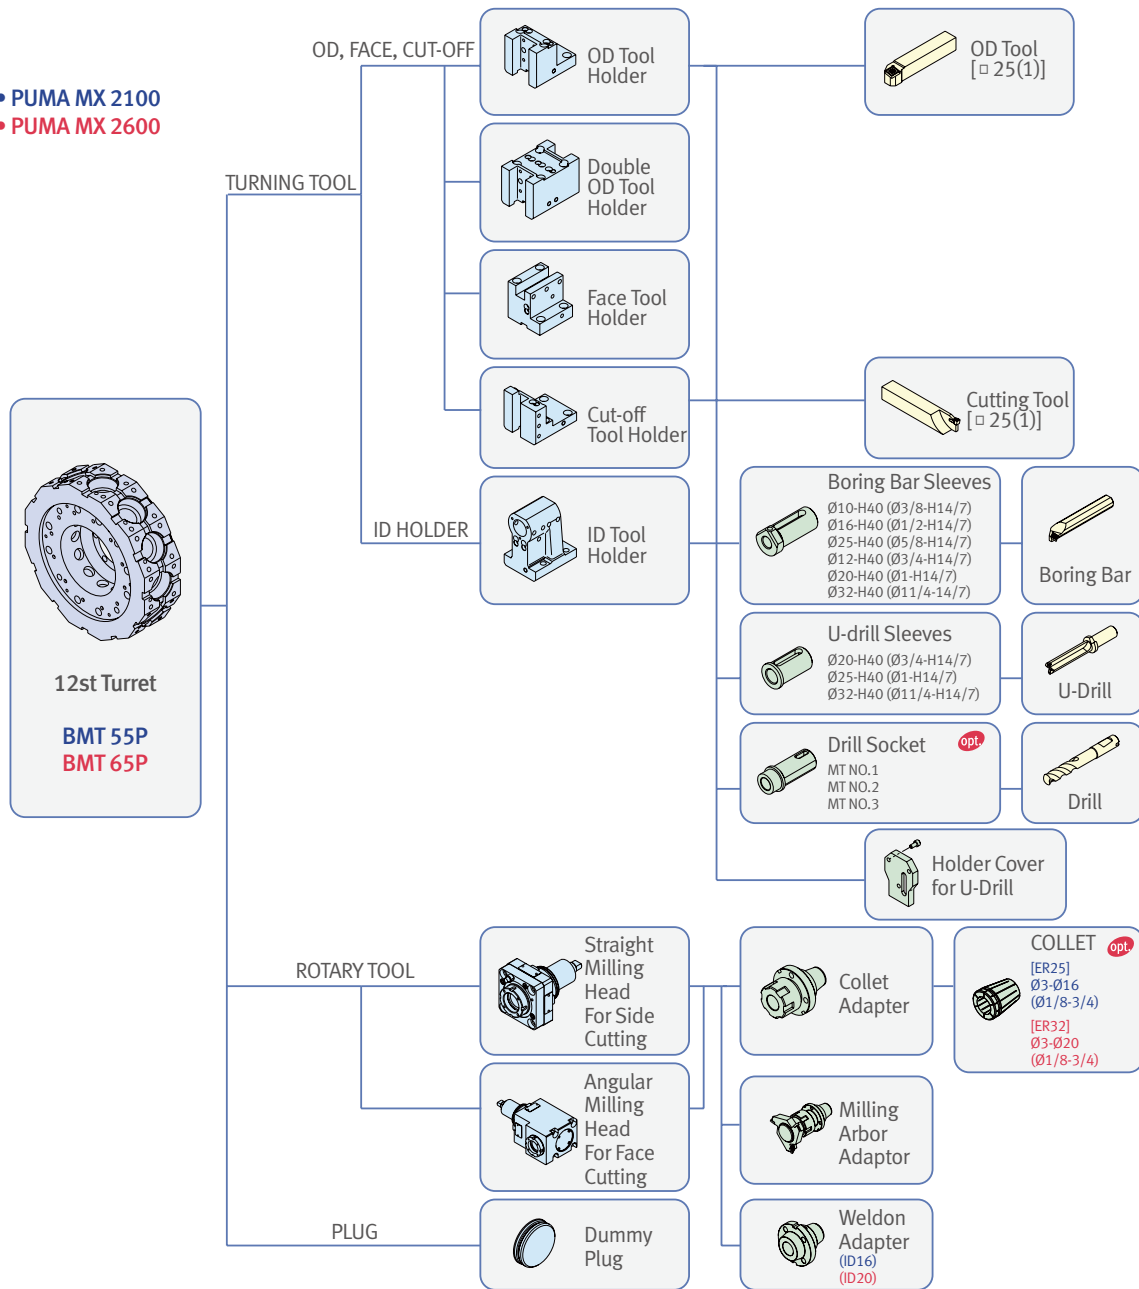 • PUMA MX 2100
• PUMA MX 2600
12st Turret
BMT 55P
BMT 65P
TURNING TOOL
OD, FACE, CUT-OFF
OD Tool
Holder
Double
OD Tool
Holder
Face Tool
Holder
Cut-off
Tool Holder
ID HOLDER
ID Tool
Holder
OD Tool
[□ 25(1)]
Cutting Tool
[□ 25(1)]
Boring Bar Sleeves
Ø10-H40 (Ø3/8-H14/7)
Ø16-H40 (Ø1/2-H14/7)
Ø25-H40 (Ø5/8-H14/7)
Ø12-H40 (Ø3/4-H14/7)
Ø20-H40 (Ø1-H14/7)
Ø32-H40 (Ø11/4-14/7)
Boring Bar
U-drill Sleeves
Ø20-H40 (Ø3/4-H14/7)
Ø25-H40 (Ø1-H14/7)
Ø32-H40 (Ø11/4-H14/7)
U-Drill
Drill Socket
opt.
MT NO.1
MT NO.2
MT NO.3
Drill
Holder Cover
for U-Drill
ROTARY TOOL
Straight
Milling
Head
For Side
Cutting
Angular
Milling
Head
For Face
Cutting
Collet
Adapter
COLLET
opt.
[ER25]
Ø3-Ø16
(Ø1/8-3/4)
[ER32]
Ø3-Ø20
(Ø1/8-3/4)
Milling
Arbor
Adaptor
Weldon
Adapter
(ID16)
(ID20)
PLUG
Dummy
Plug